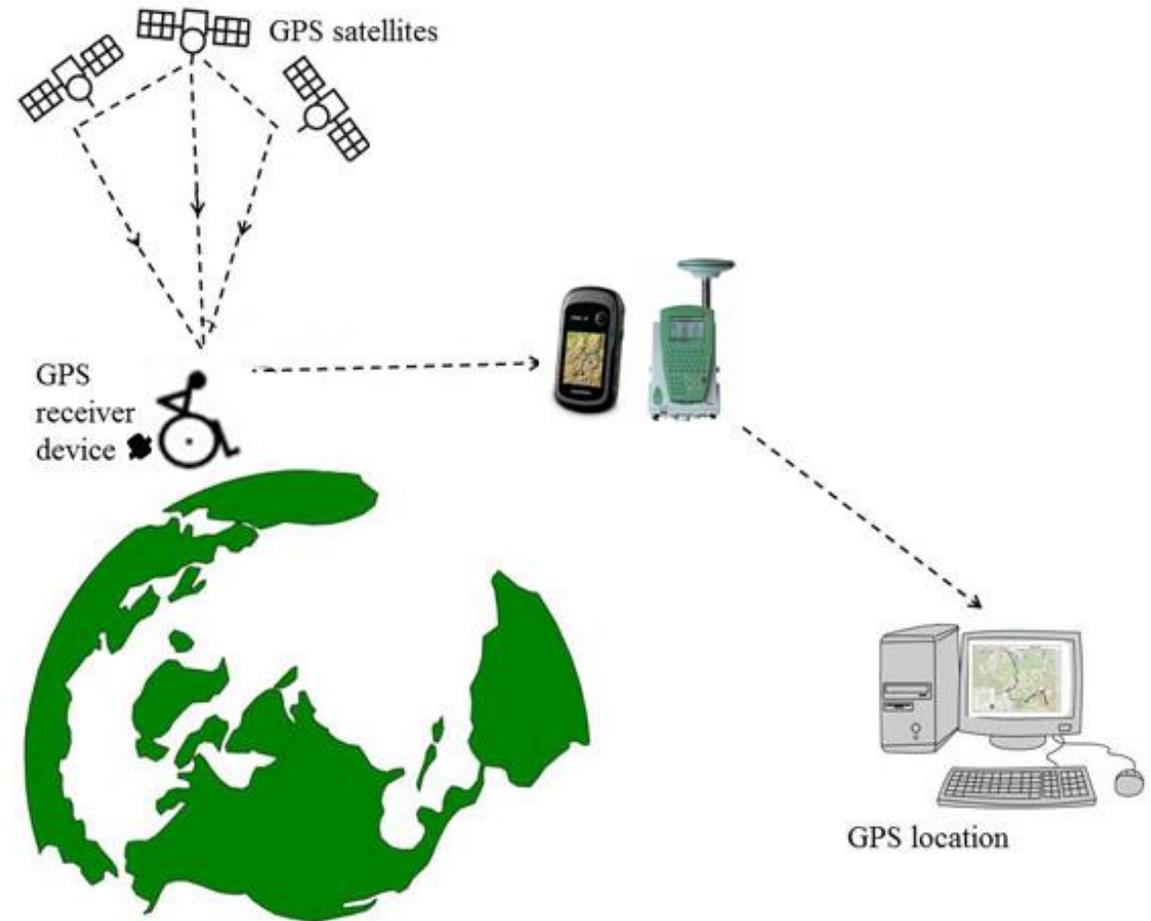 GPS satellites
GPS
receiver
device
GPS location